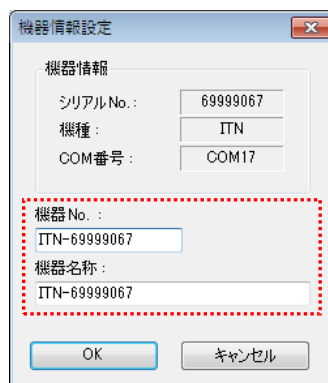 機器情報設定
機器情報
シリアルNo.: 69999067
機種: ITN
COM番号: COM17
機器No. :
ITN-69999067
機器名称:
ITN-69999067
OK キャンセル